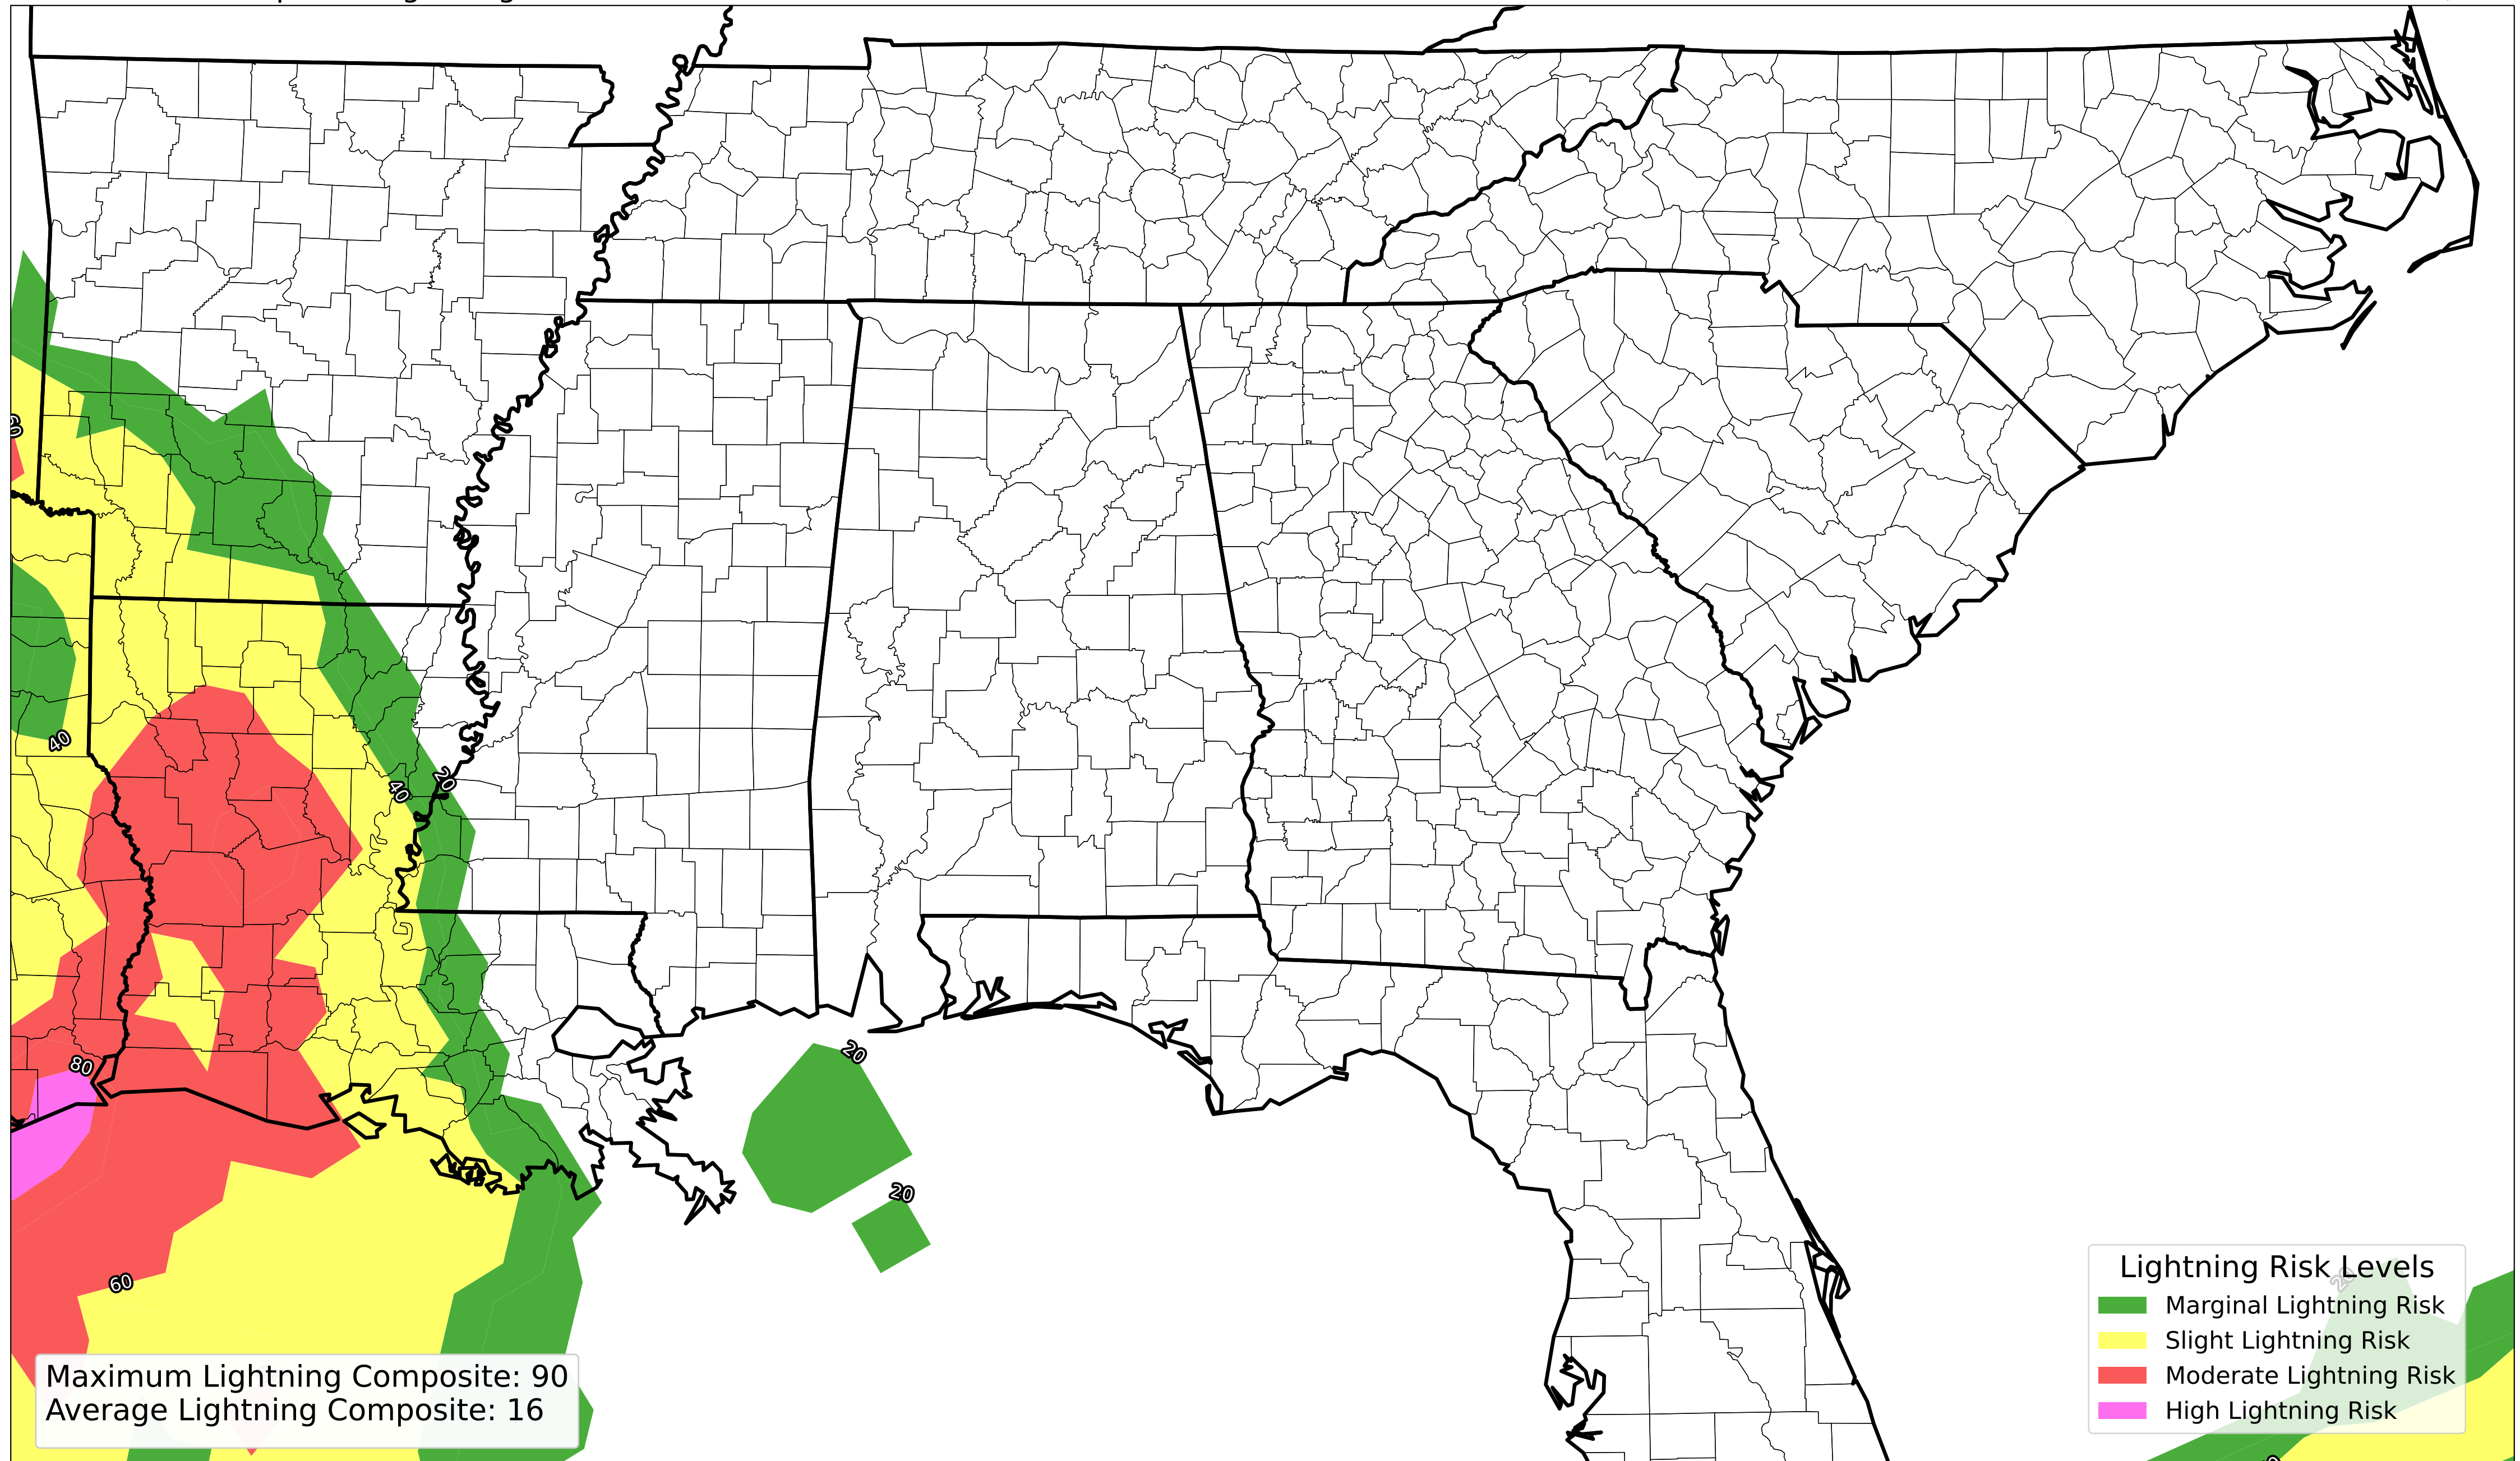 40
40
20
80
20
20
60
20
Lightning Risk Levels
Marginal Lightning Risk
Slight Lightning Risk
Moderate Lightning Risk
High Lightning Risk
Maximum Lightning Composite: 90
Average Lightning Composite: 16